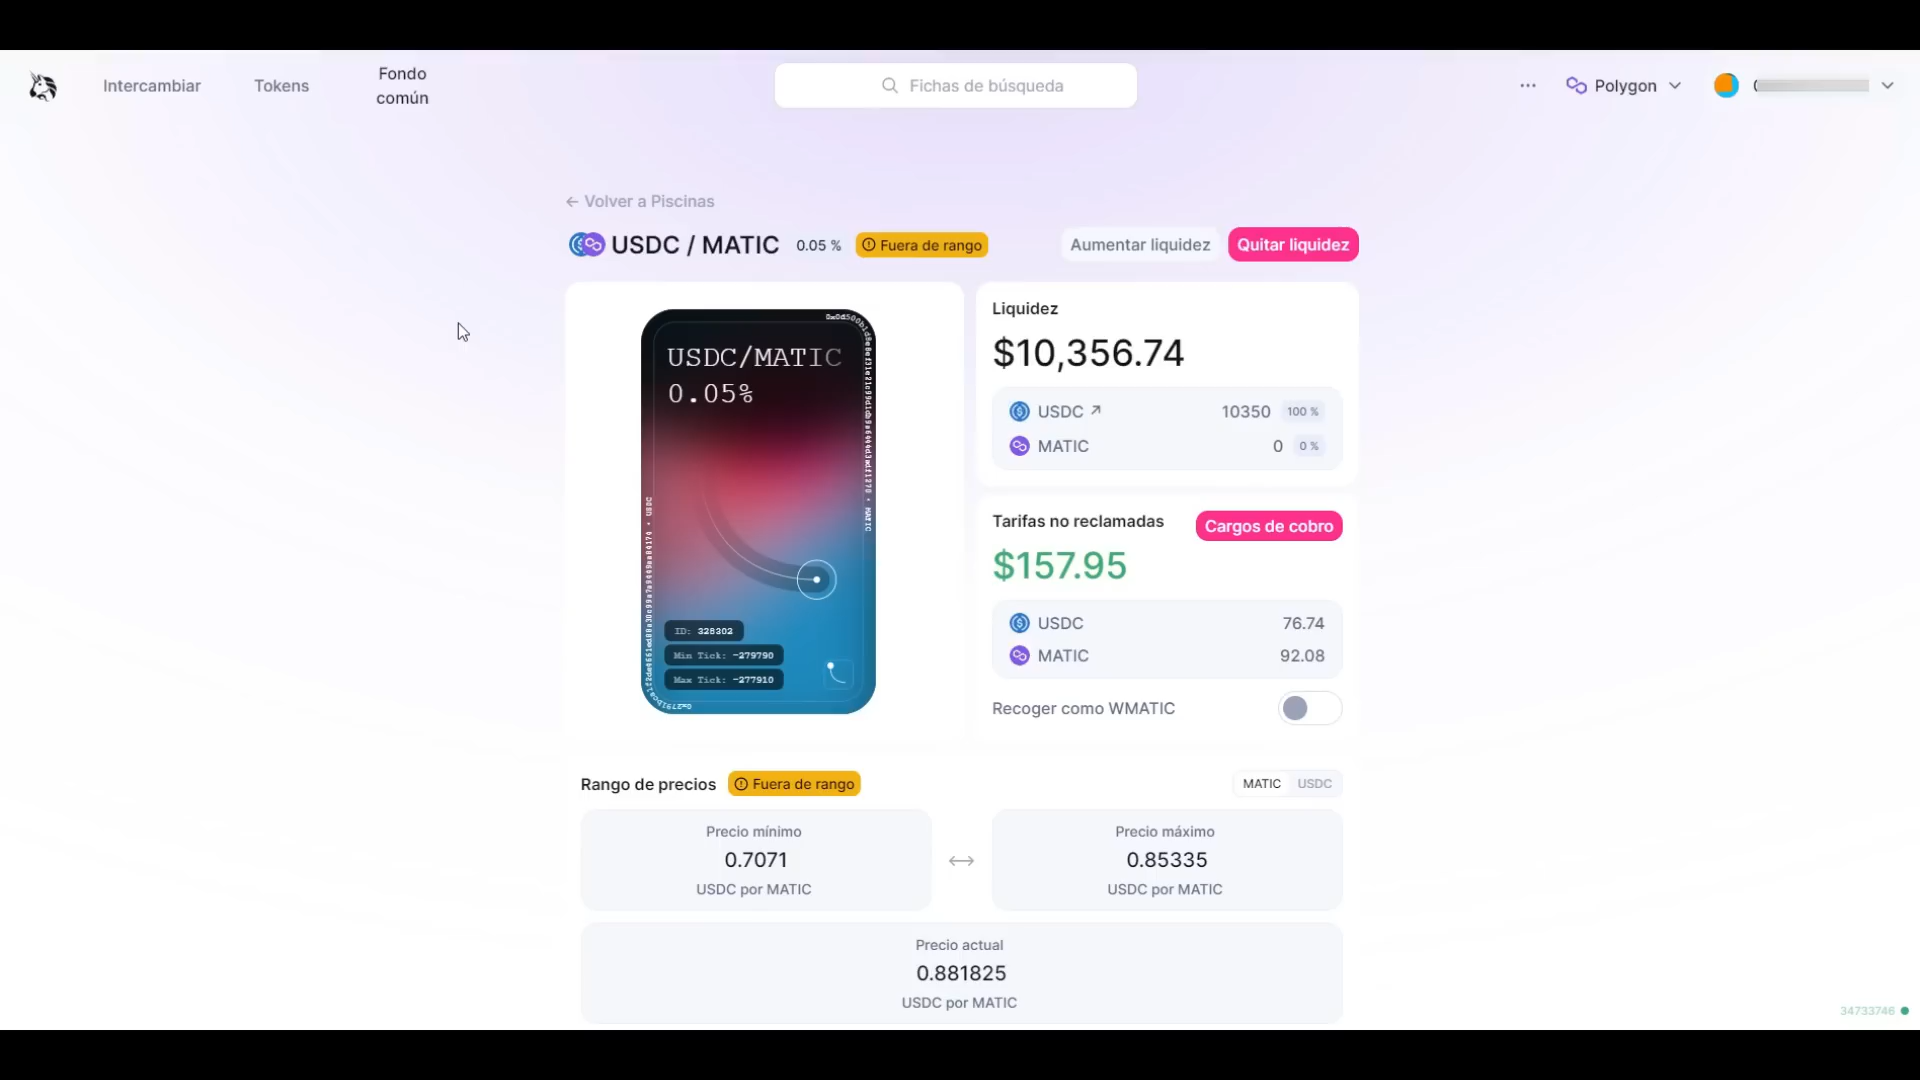 Intercambiar
Tokens
Fondo
común
Fichas de búsqueda
Polygon
← Volver a Piscinas
USDC / MATIC
0.05 %
Fuera de rango
Aumentar liquidez
Quitar liquidez
USDC/MATIC
0.05%
ID: 328302
Min Tick: -279790
Max Tick: -277910
Liquidez
$10,356.74
USDC ↗ 10350 100 %
MATIC 0 0 %
Tarifas no reclamadas
Cargos de cobro
$157.95
USDC 76.74
MATIC 92.08
Recoger como WMATIC
Rango de precios
Fuera de rango
MATIC USDC
Precio mínimo
0.7071
USDC por MATIC
Precio máximo
0.85335
USDC por MATIC
Precio actual
0.881825
USDC por MATIC
34733746